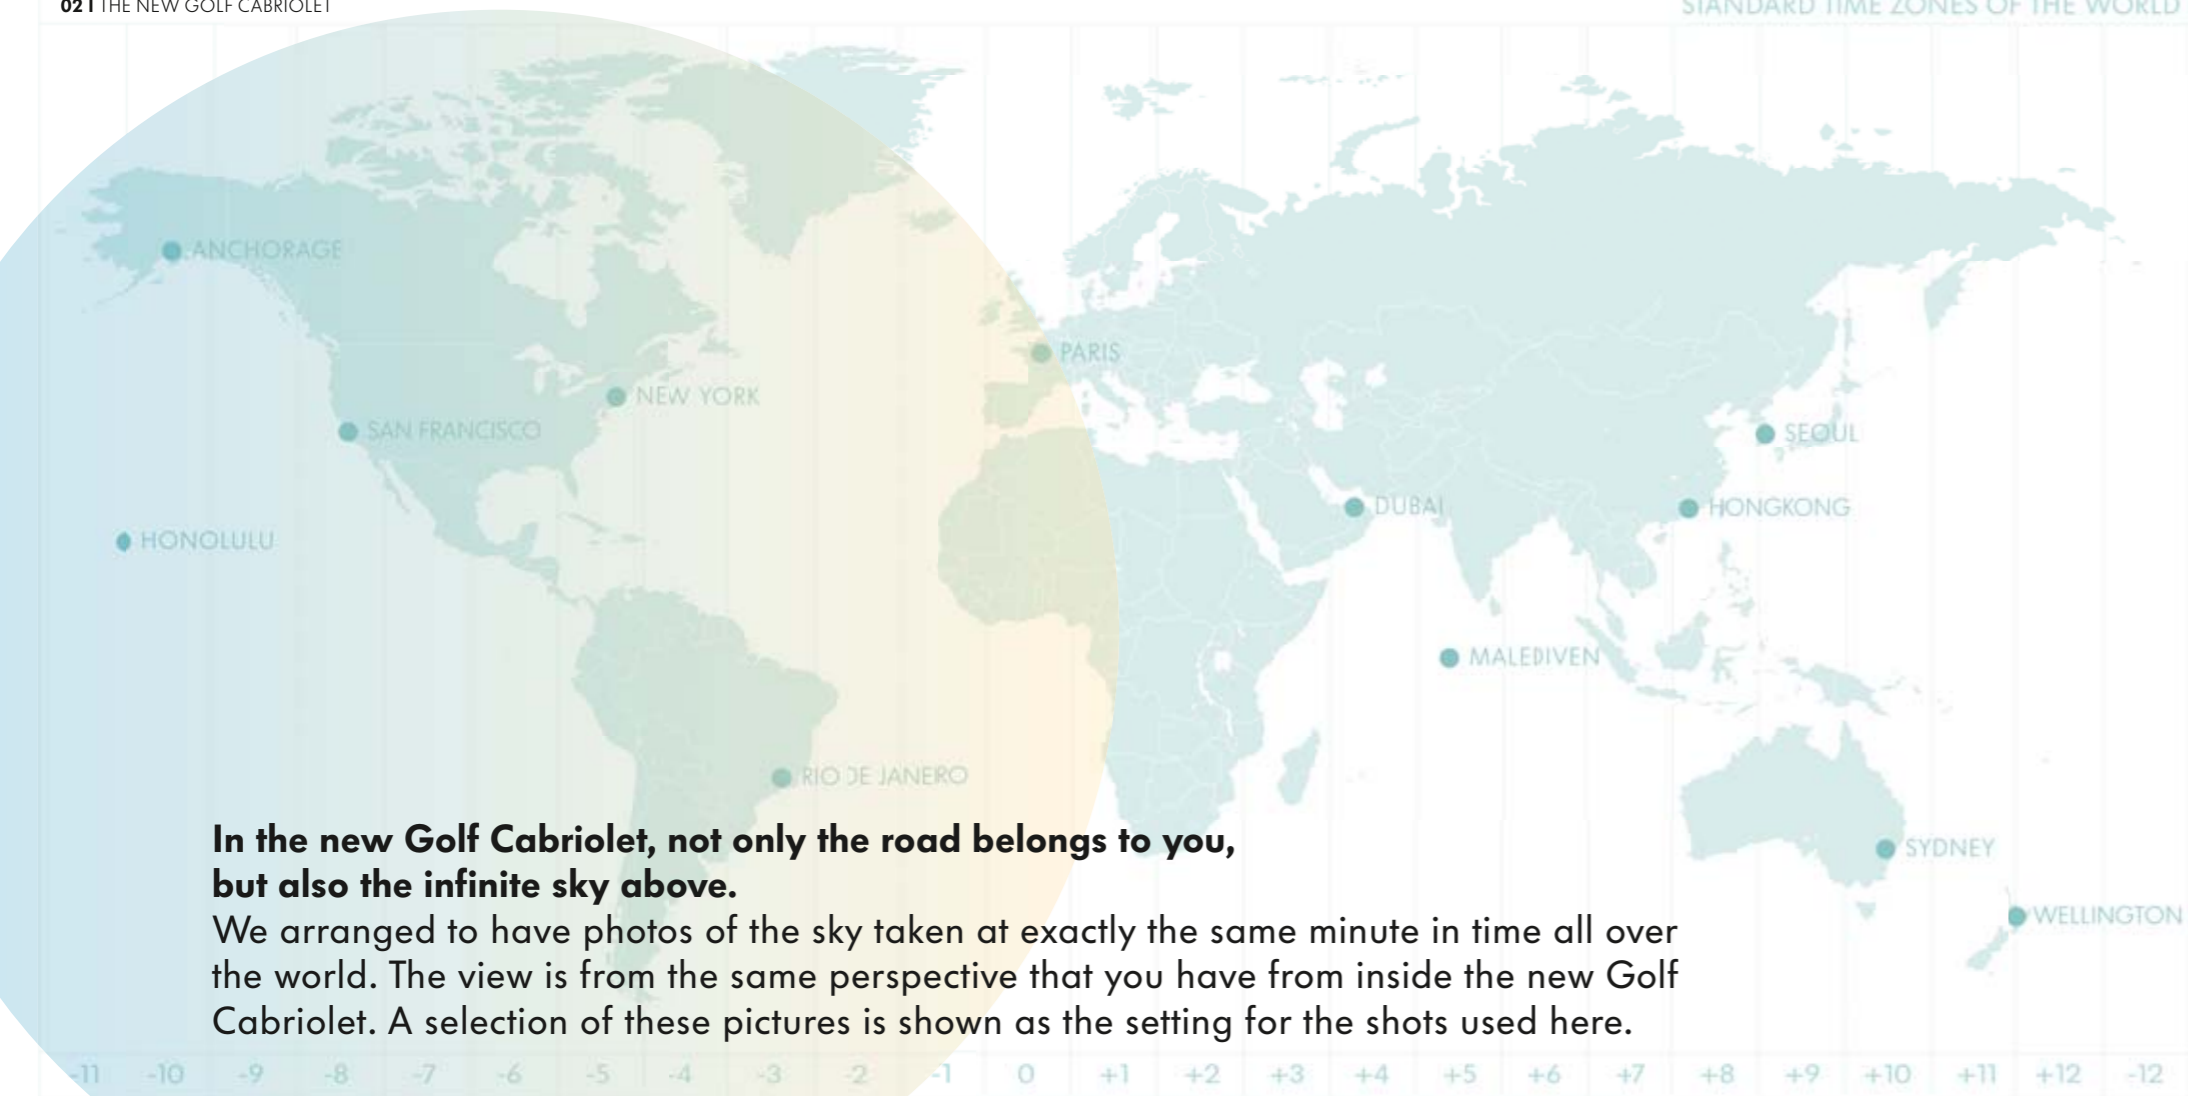 02 | THE NEW GOLF CABRIOLET
STANDARD TIME ZONES OF THE WORLD
ANCHORAGE
PARIS
NEW YORK
SAN FRANCISCO
SEOUL
DUBAI
HONGKONG
HONOLULU
MALEDIVEN
RIO DE JANERO
In the new Golf Cabriolet, not only the road belongs to you,
but also the infinite sky above.
SYDNEY
WELLINGTON
We arranged to have photos of the sky taken at exactly the same minute in time all over
the world. The view is from the same perspective that you have from inside the new Golf
Cabriolet. A selection of these pictures is shown as the setting for the shots used here.
-11 -10 -9 -8 -7 -6 -5 -4 -3 -2 -1 0 +1 +2 +3 +4 +5 +6 +7 +8 +9 +10 +11 +12 -12